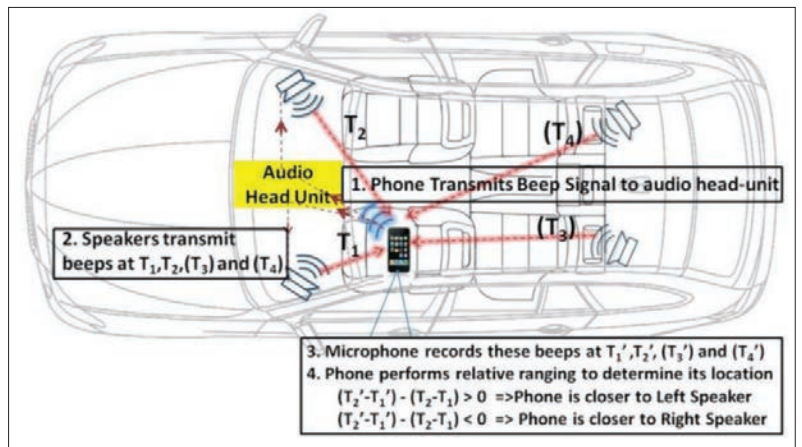 T₂
(T₄)
Audio
Head Unit
1. Phone Transmits Beep Signal to audio head-unit
2. Speakers transmit
beeps at T₁,T₂,(T₃) and (T₄)
T₁
(T₃)
3. Microphone records these beeps at T₁',T₂', (T₃') and (T₄')
4. Phone performs relative ranging to determine its location
(T₂'-T₁') - (T₂-T₁) > 0 =>Phone is closer to Left Speaker
(T₂'-T₁') - (T₂-T₁) < 0 => Phone is closer to Right Speaker